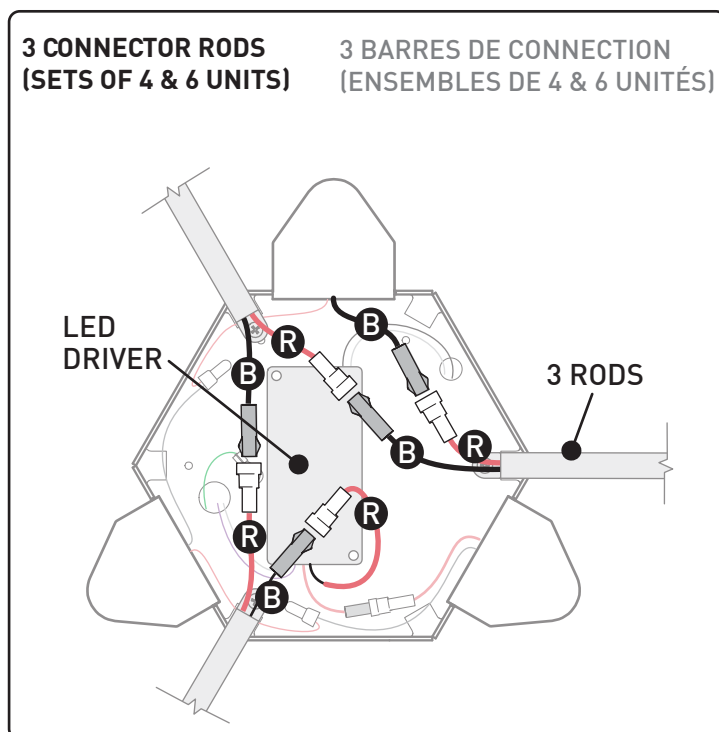 3 CONNECTOR RODS
(SETS OF 4 & 6 UNITS)
3 BARRES DE CONNECTION
(ENSEMBLES DE 4 & 6 UNITÉS)
LED
DRIVER
3 RODS
B
R
B
R
B
R
R
B